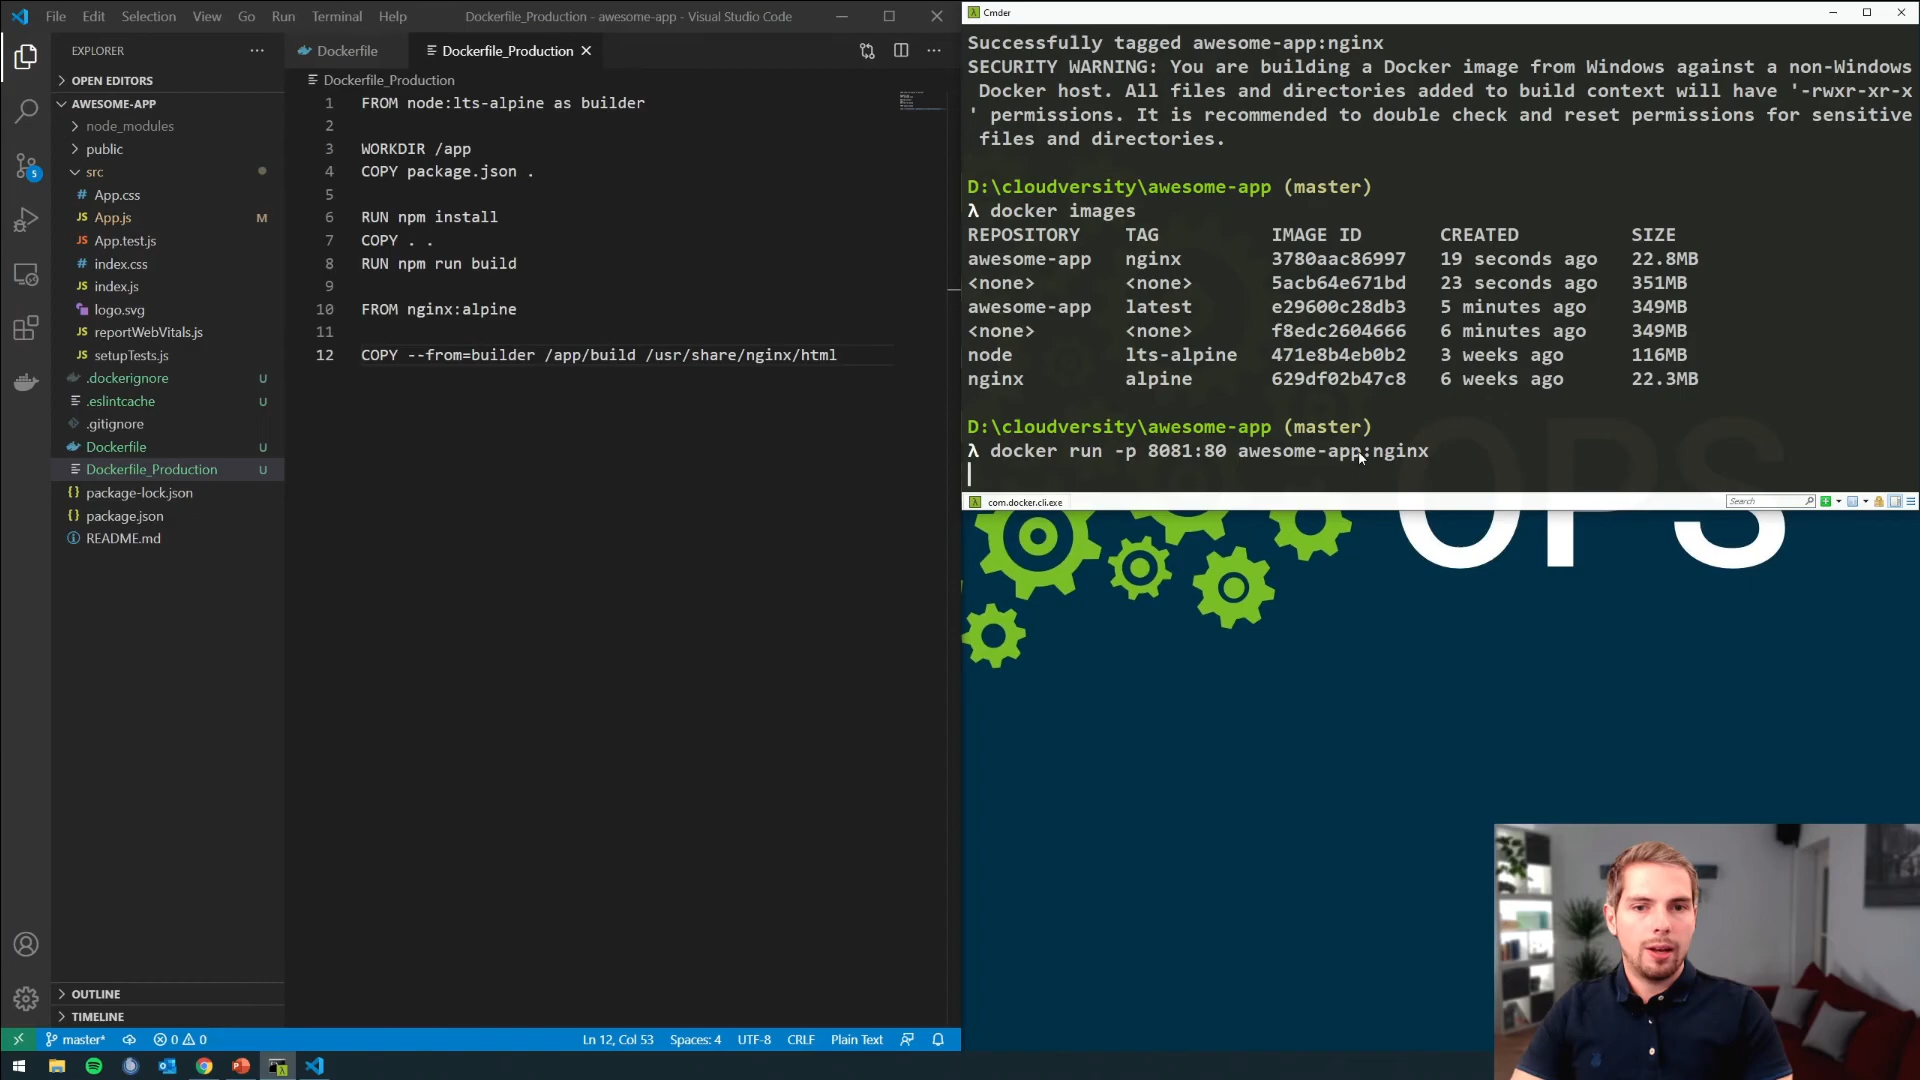 File Edit Selection View Go Run Terminal Help
Dockerfile_Production - awesome-app - Visual Studio Code
EXPLORER
OPEN EDITORS
AWESOME-APP
node_modules
public
src
App.css
App.js M
App.test.js
index.css
index.js
logo.svg
reportWebVitals.js
setupTests.js
.dockerignore U
.eslintcache U
.gitignore
Dockerfile U
Dockerfile_Production U
package-lock.json
package.json
README.md
OUTLINE
TIMELINE
5
Dockerfile
Dockerfile_Production
Dockerfile_Production
1 FROM node:lts-alpine as builder
2
3 WORKDIR /app
4 COPY package.json .
5
6 RUN npm install
7 COPY . .
8 RUN npm run build
9
10 FROM nginx:alpine
11
12 COPY --from=builder /app/build /usr/share/nginx/html
master* 0 0 Ln 12, Col 53 Spaces: 4 UTF-8 CRLF Plain Text
Cmder
Successfully tagged awesome-app:nginx
SECURITY WARNING: You are building a Docker image from Windows against a non-Windows
Docker host. All files and directories added to build context will have '-rwxr-xr-x
' permissions. It is recommended to double check and reset permissions for sensitive
files and directories.
D:\cloudversity\awesome-app (master)
λ docker images
REPOSITORY TAG IMAGE ID CREATED SIZE
awesome-app nginx 3780aac86997 19 seconds ago 22.8MB
<none> <none> 5acb64e671bd 23 seconds ago 351MB
awesome-app latest e29600c28db3 5 minutes ago 349MB
<none> <none> f8edc2604666 6 minutes ago 349MB
node lts-alpine 471e8b4eb0b2 3 weeks ago 116MB
nginx alpine 629df02b47c8 6 weeks ago 22.3MB
D:\cloudversity\awesome-app (master)
λ docker run -p 8081:80 awesome-app:nginx
com.docker.cli.exe
Search
OPS